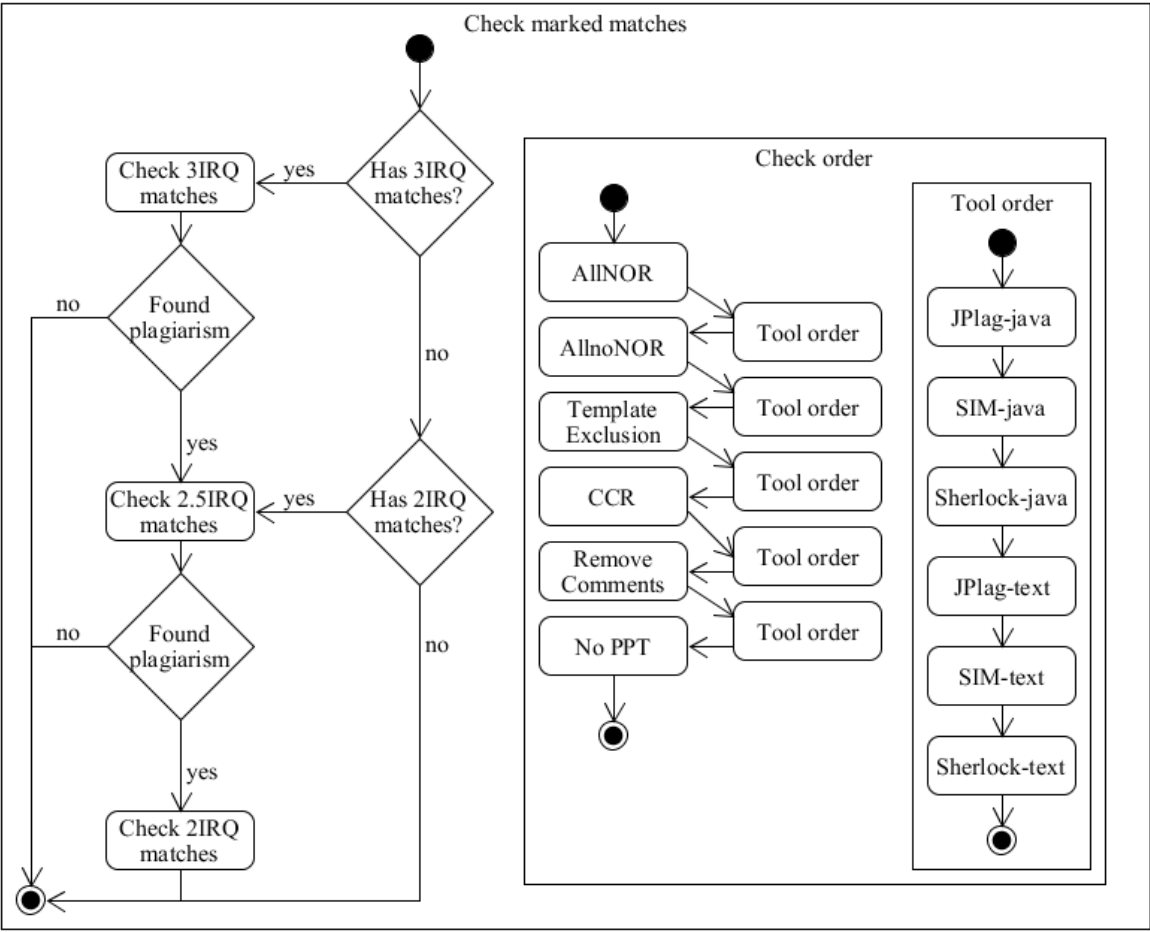 Check marked matches
Has 3IRQ
matches?
yes
Check 3IRQ
matches
Found
plagiarism
no
yes
no
Check 2.5IRQ
matches
yes
Has 2IRQ
matches?
Found
plagiarism
no
yes
no
Check 2IRQ
matches
Check order
AllNOR
Tool order
AllnoNOR
Tool order
Template
Exclusion
Tool order
CCR
Tool order
Remove
Comments
Tool order
No PPT
Tool order
JPlag-java
SIM-java
Sherlock-java
JPlag-text
SIM-text
Sherlock-text